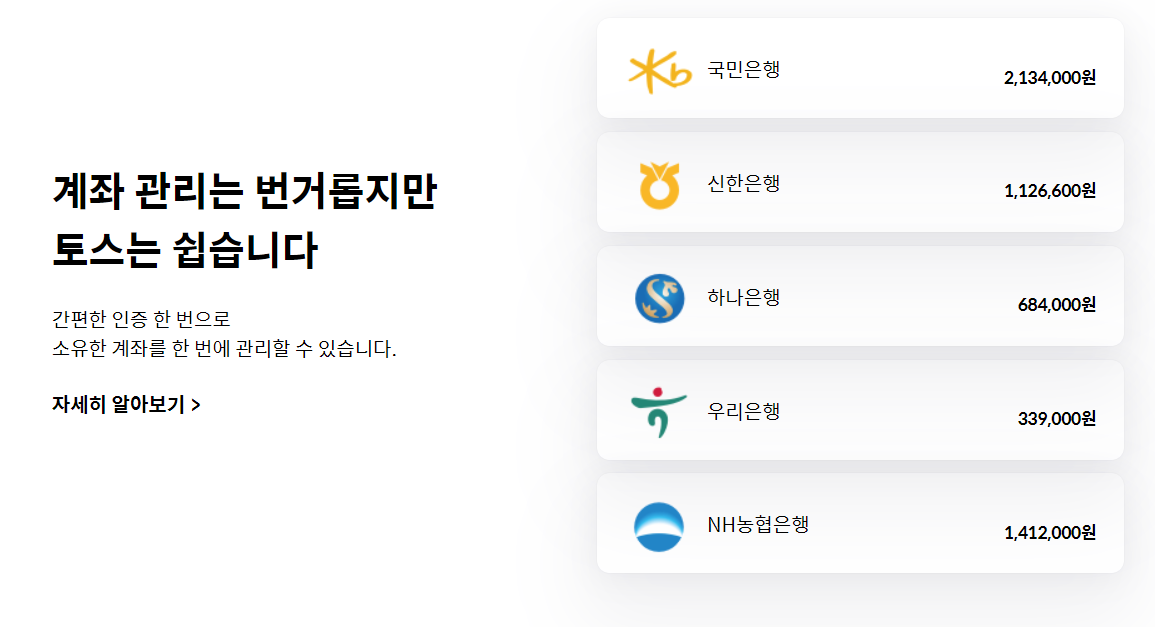 계좌 관리는 번거롭지만
토스는 쉽습니다
간편한 인증 한 번으로
소유한 계좌를 한 번에 관리할 수 있습니다.
자세히 알아보기 >
국민은행
2,134,000원
신한은행
1,126,600원
하나은행
684,000원
우리은행
339,000원
NH농협은행
1,412,000원